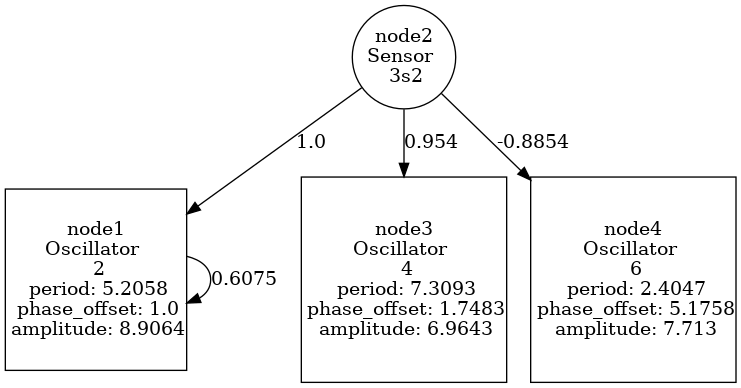 node2
Sensor
3s2
1.0
0.954
-0.8854
node1
Oscillator
2
period: 5.2058
phase_offset: 1.0
amplitude: 8.9064
0.6075
node3
Oscillator
4
period: 7.3093
phase_offset: 1.7483
amplitude: 6.9643
node4
Oscillator
6
period: 2.4047
phase_offset: 5.1758
amplitude: 7.713